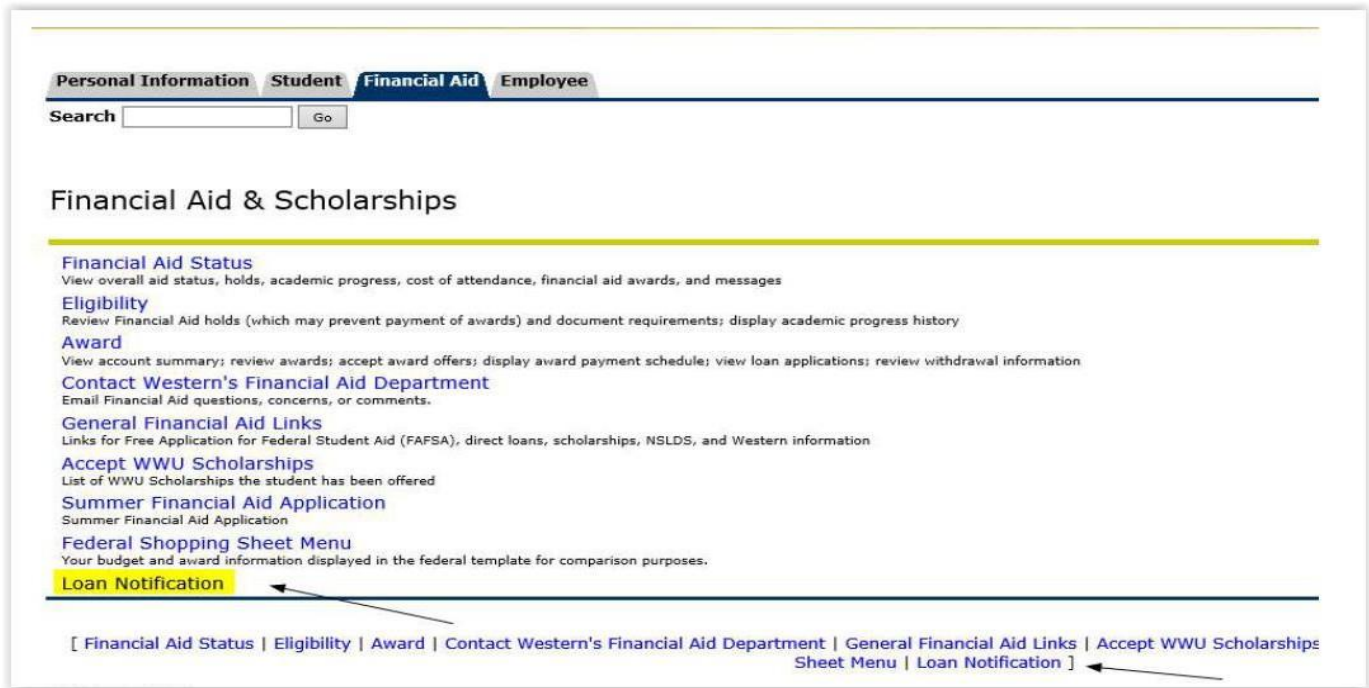 Personal Information Student Financial Aid Employee
Search Go
Financial Aid & Scholarships
Financial Aid Status
View overall aid status, holds, academic progress, cost of attendance, financial aid awards, and messages
Eligibility
Review Financial Aid holds (which may prevent payment of awards) and document requirements; display academic progress history
Award
View account summary; review awards; accept award offers; display award payment schedule; view loan applications; review withdrawal information
Contact Western's Financial Aid Department
Email Financial Aid questions, concerns, or comments.
General Financial Aid Links
Links for Free Application for Federal Student Aid (FAFSA), direct loans, scholarships, NSLDS, and Western information
Accept WWU Scholarships
List of WWU Scholarships the student has been offered
Summer Financial Aid Application
Summer Financial Aid Application
Federal Shopping Sheet Menu
Your budget and award information displayed in the federal template for comparison purposes.
Loan Notification
[ Financial Aid Status | Eligibility | Award | Contact Western's Financial Aid Department | General Financial Aid Links | Accept WWU Scholarships
Sheet Menu | Loan Notification ]